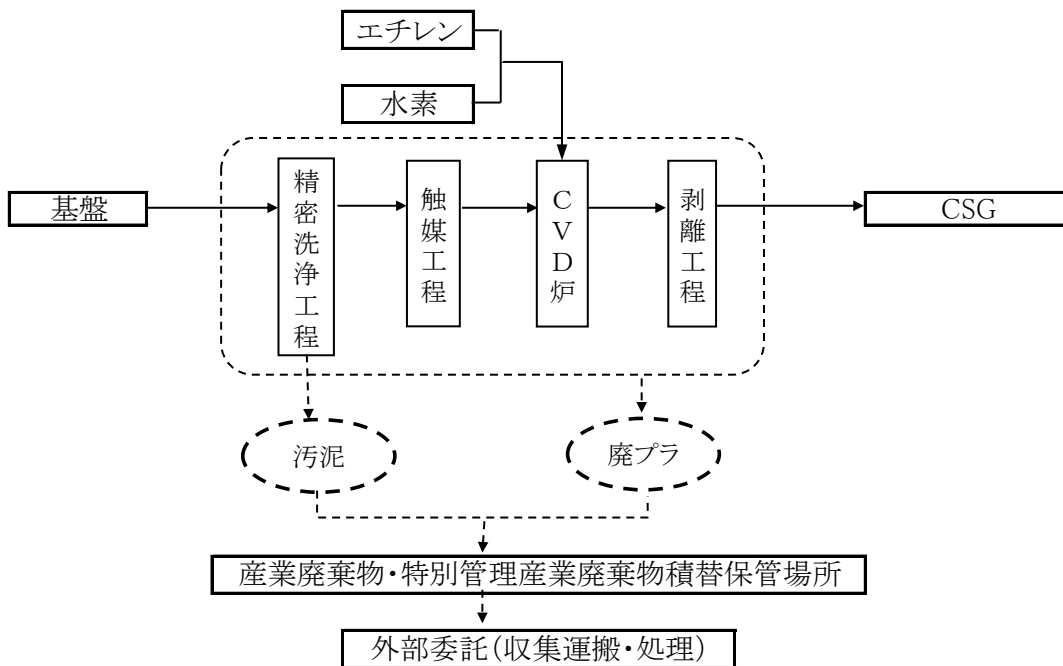 エチレン
水素
基盤
精密洗浄工程
触媒工程
CVD炉
剥離工程
CSG
汚泥
廃プラ
産業廃棄物・特別管理産業廃棄物積替保管場所
外部委託(収集運搬・処理)